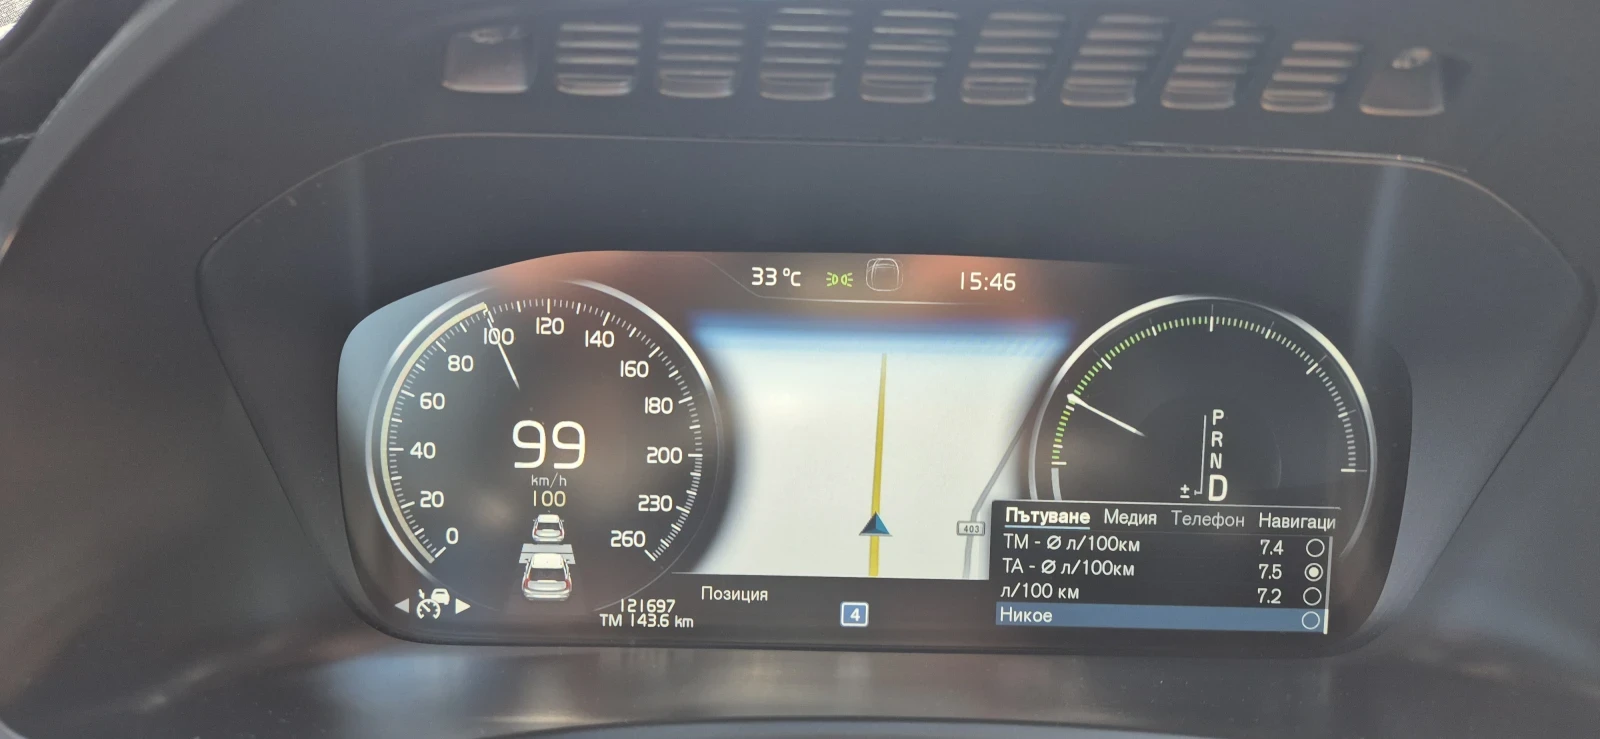 33 °C 15:46
0 20 40 60 80 100 120 140 160 180 200 230 260
99
km/h
100
121697
TM 143.6 km
Позиция
4
403
P
R
N
± D
Пътуване Медия Телефон Навигаци
TM - Ø л/100км 7.4
TA - Ø л/100км 7.5
л/100 км 7.2
Никое